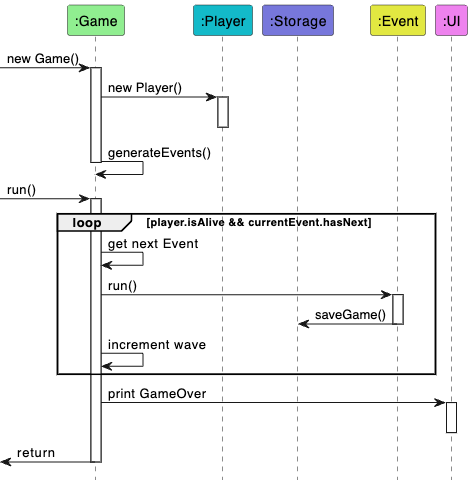 :Game :Player :Storage :Event :UI
new Game()
new Player()
generateEvents()
run()
loop [player.isAlive && currentEvent.hasNext]
get next Event
run()
saveGame()
increment wave
print GameOver
return